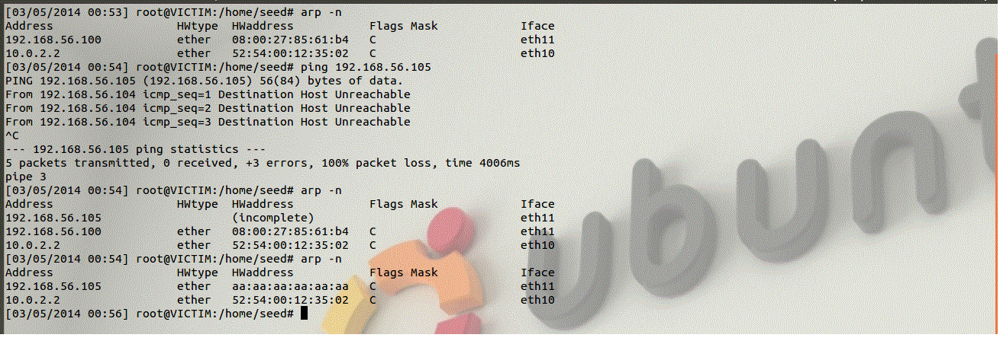 [03/05/2014 00:53] root@VICTIM:/home/seed# arp -n
Address                  HWtype  HWaddress           Flags Mask            Iface
192.168.56.100           ether   08:00:27:85:61:b4   C                     eth11
10.0.2.2                 ether   52:54:00:12:35:02   C                     eth10
[03/05/2014 00:54] root@VICTIM:/home/seed# ping 192.168.56.105
PING 192.168.56.105 (192.168.56.105) 56(84) bytes of data.
From 192.168.56.104 icmp_seq=1 Destination Host Unreachable
From 192.168.56.104 icmp_seq=2 Destination Host Unreachable
From 192.168.56.104 icmp_seq=3 Destination Host Unreachable
^C
--- 192.168.56.105 ping statistics ---
5 packets transmitted, 0 received, +3 errors, 100% packet loss, time 4006ms
pipe 3
[03/05/2014 00:54] root@VICTIM:/home/seed# arp -n
Address                  HWtype  HWaddress           Flags Mask            Iface
192.168.56.105                   (incomplete)                              eth11
192.168.56.100           ether   08:00:27:85:61:b4   C                     eth11
10.0.2.2                 ether   52:54:00:12:35:02   C                     eth10
[03/05/2014 00:54] root@VICTIM:/home/seed# arp -n
Address                  HWtype  HWaddress           Flags Mask            Iface
192.168.56.105           ether   aa:aa:aa:aa:aa:aa   C                     eth11
10.0.2.2                 ether   52:54:00:12:35:02   C                     eth10
[03/05/2014 00:56] root@VICTIM:/home/seed#
ubunt